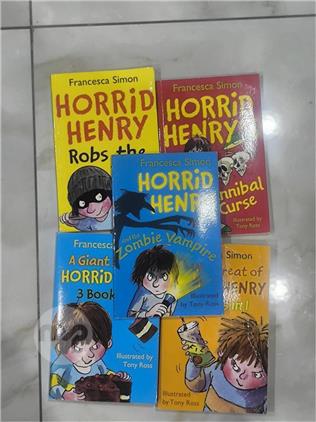 Francesca Simon
HORRID
HENRY
Robs the
Francesca Simon
HORRID
HENRY
Cannibal
Curse
Illustrated by
Tony Ross
Francesca Simon
HORRID
HENRY
and the
Zombie Vampire
Illustrated
by Tony Ross
Francesca
A Giant
HORRID
3 Book
Illustrated by
Tony Ross
Simon
reat of
HENRY
Illustrated
by Tony Ross